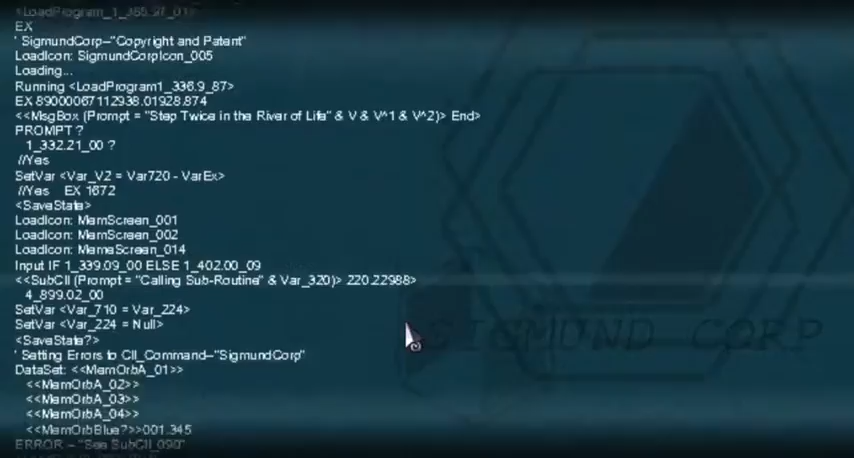 <LoadProgram_1_365.97_01>
EX
' SigmundCorp--"Copyright and Patent"
LoadIcon: SigmundCorpIcon_005
Loading...
Running <LoadProgram1_336.9_87>
EX 89000067112938.01928.874
<<MsgBox (Prompt = "Step Twice in the River of Life" & V & V^1 & V^2)> End>
PROMPT ?
1_332.21_00 ?
//Yes
SetVar <Var_V2 = Var720 - VarEx>
//Yes EX 1672
<SaveState>
LoadIcon: MemScreen_001
LoadIcon: MemScreen_002
LoadIcon: MemeScreen_014
Input IF 1_339.09_00 ELSE 1_402.00_09
<<SubCll (Prompt = "Calling Sub-Routine" & Var_320)> 220.22988>
4_899.02_00
SetVar <Var_710 = Var_224>
SetVar <Var_224 = Null>
<SaveState?>
' Setting Errors to Cll_Command--"SigmundCorp"
DataSet: <<MemOrbA_01>>
<<MemOrbA_02>>
<<MemOrbA_03>>
<<MemOrbA_04>>
<<MemOrbBlue?>>001.345
ERROR -- "See SubCll_090"
SIGMUND CORP